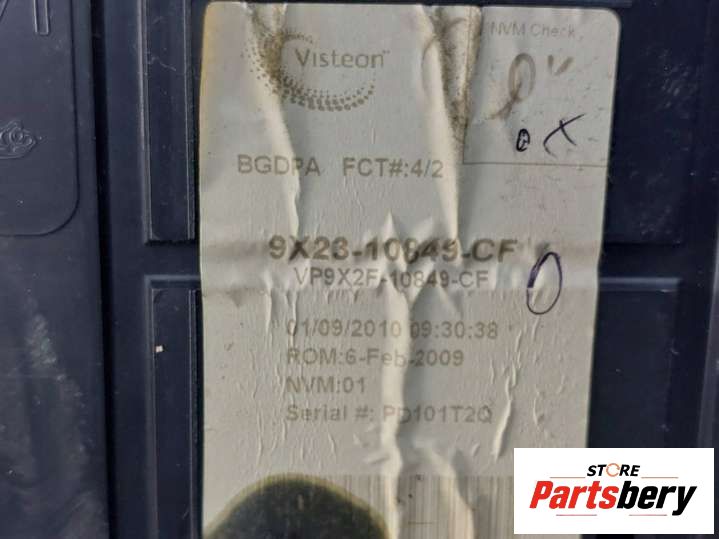 Visteon™
NVM Check
BGDPA FCT#:4/2
9X23-10849-CF
VP9X2F-10849-CF
01/09/2010 09:30:38
ROM:6-Feb-2009
NVM:01
Serial #: PD101T2Q
STORE
Partsbery